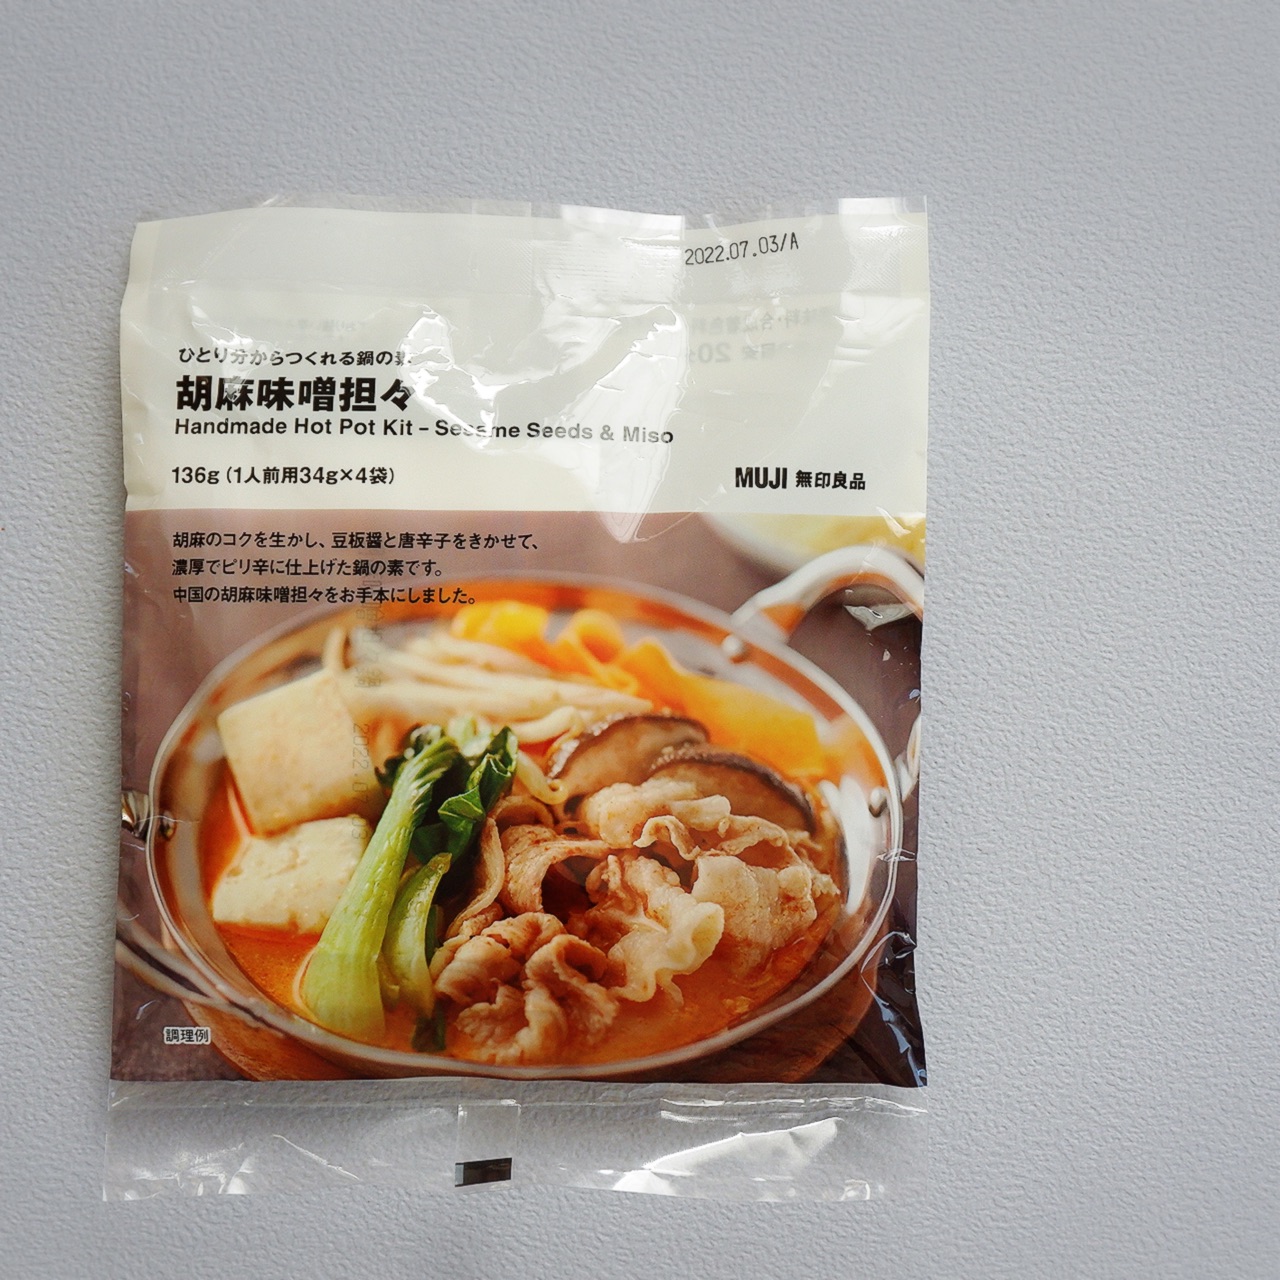 2022.07.03/A
ひとり分からつくれる鍋の素
胡麻味噌担々
Handmade Hot Pot Kit – Sesame Seeds & Miso
136g（1人前用34g×4袋）
MUJI 無印良品
胡麻のコクを生かし、豆板醤と唐辛子をきかせて、
濃厚でピリ辛に仕上げた鍋の素です。
中国の胡麻味噌担々をお手本にしました。
調理例